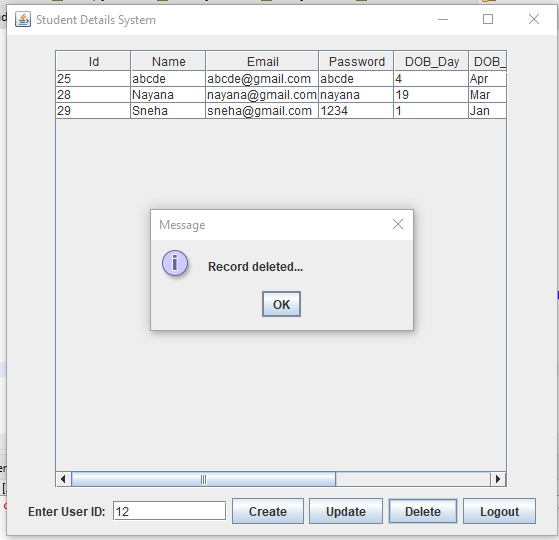 Student Details System
Id Name Email Password DOB_Day DOB_
25 abcde abcde@gmail.com abcde 4 Apr
28 Nayana nayana@gmail.com nayana 19 Mar
29 Sneha sneha@gmail.com 1234 1 Jan
Message
Record deleted...
OK
Enter User ID: 12 Create Update Delete Logout